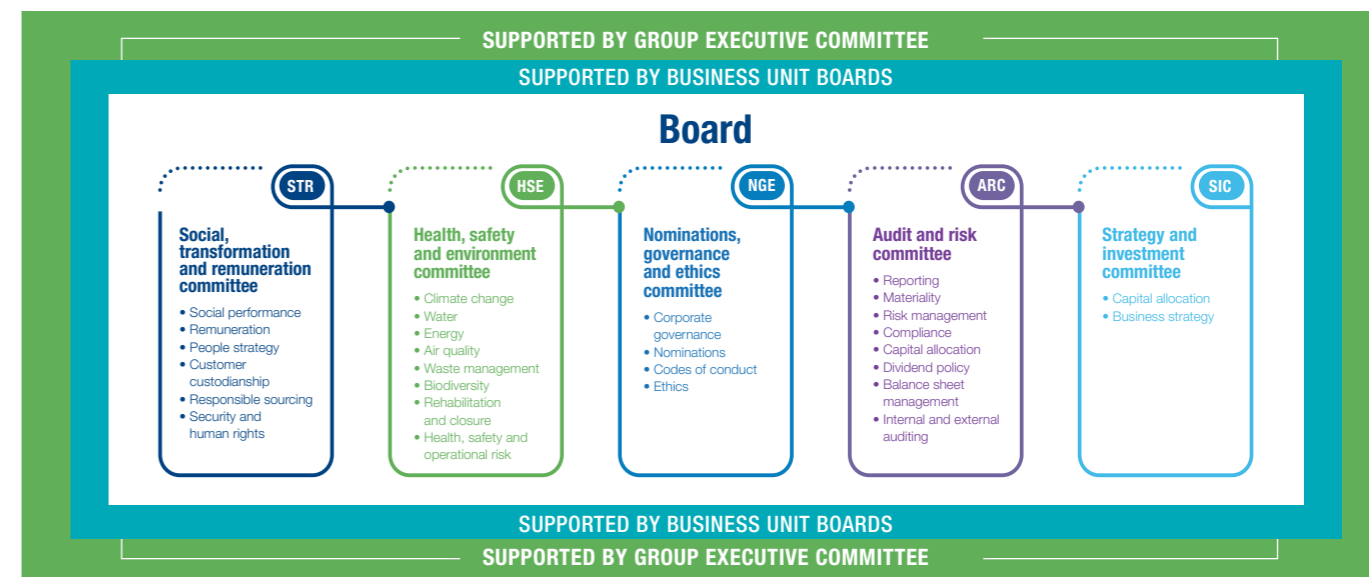 SUPPORTED BY GROUP EXECUTIVE COMMITTEE
SUPPORTED BY BUSINESS UNIT BOARDS
Board
STR
Social,
transformation
and remuneration
committee
• Social performance
• Remuneration
• People strategy
• Customer
custodianship
• Responsible sourcing
• Security and
human rights
HSE
Health, safety
and environment
committee
• Climate change
• Water
• Energy
• Air quality
• Waste management
• Biodiversity
• Rehabilitation
and closure
• Health, safety and
operational risk
NGE
Nominations,
governance
and ethics
committee
• Corporate
governance
• Nominations
• Codes of conduct
• Ethics
ARC
Audit and risk
committee
• Reporting
• Materiality
• Risk management
• Compliance
• Capital allocation
• Dividend policy
• Balance sheet
management
• Internal and external
auditing
SIC
Strategy and
investment
committee
• Capital allocation
• Business strategy
SUPPORTED BY BUSINESS UNIT BOARDS
SUPPORTED BY GROUP EXECUTIVE COMMITTEE